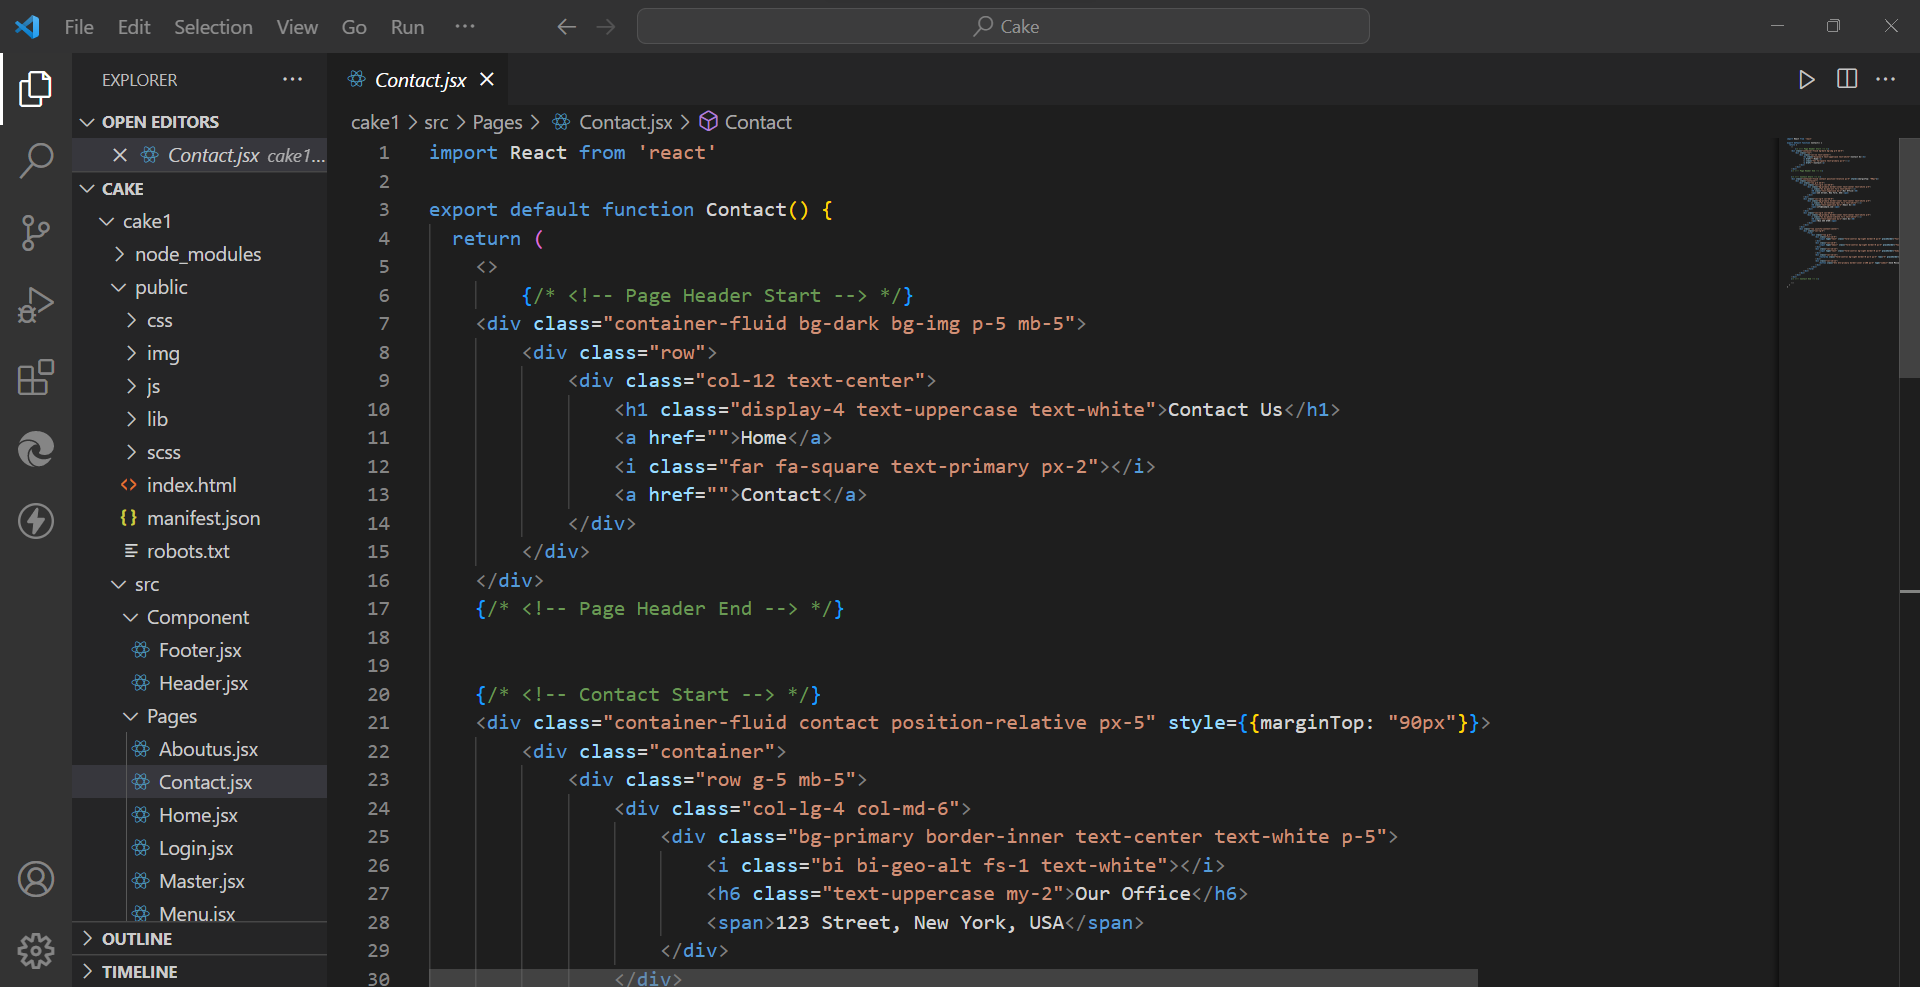 File Edit Selection View Go Run ···
Cake
EXPLORER ···
OPEN EDITORS
Contact.jsx cake1...
CAKE
cake1
node_modules
public
css
img
js
lib
scss
index.html
manifest.json
robots.txt
src
Component
Footer.jsx
Header.jsx
Pages
Aboutus.jsx
Contact.jsx
Home.jsx
Login.jsx
Master.jsx
Menu.jsx
OUTLINE
TIMELINE
Contact.jsx
cake1 > src > Pages > Contact.jsx > Contact
1 import React from 'react'
2
3 export default function Contact() {
4 return (
5 <>
6 {/* <!-- Page Header Start --> */}
7 <div class="container-fluid bg-dark bg-img p-5 mb-5">
8 <div class="row">
9 <div class="col-12 text-center">
10 <h1 class="display-4 text-uppercase text-white">Contact Us</h1>
11 <a href="">Home</a>
12 <i class="far fa-square text-primary px-2"></i>
13 <a href="">Contact</a>
14 </div>
15 </div>
16 </div>
17 {/* <!-- Page Header End --> */}
18
19
20 {/* <!-- Contact Start --> */}
21 <div class="container-fluid contact position-relative px-5" style={{marginTop: "90px"}}>
22 <div class="container">
23 <div class="row g-5 mb-5">
24 <div class="col-lg-4 col-md-6">
25 <div class="bg-primary border-inner text-center text-white p-5">
26 <i class="bi bi-geo-alt fs-1 text-white"></i>
27 <h6 class="text-uppercase my-2">Our Office</h6>
28 <span>123 Street, New York, USA</span>
29 </div>
30 </div>